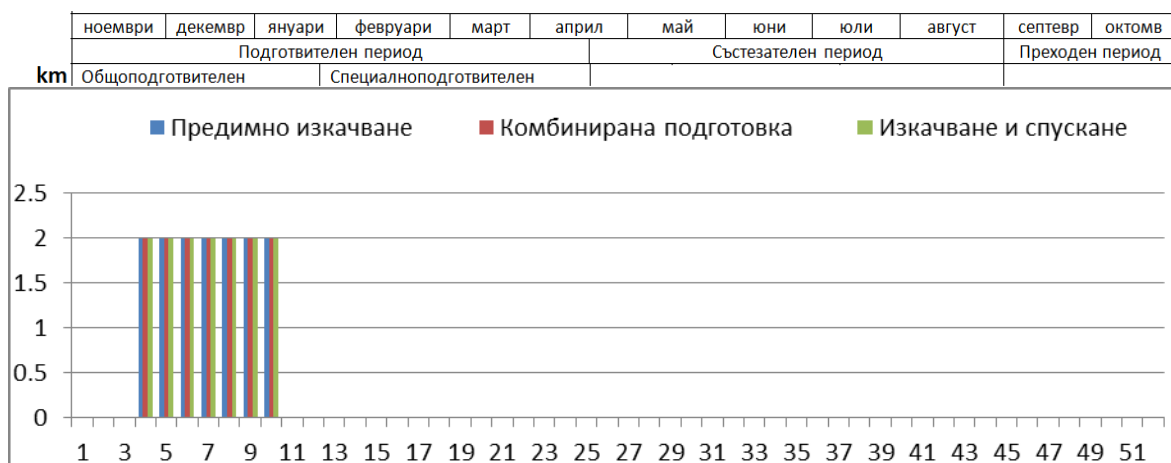 ноември декемвр януари февруари март април май юни юли август септевр октомв
Подготвителен период Състезателен период Преходен период
km Общоподготвителен Специалноподготвителен
Предимно изкачване Комбинирана подготовка Изкачване и спускане
2.5
2
1.5
1
0.5
0
1 3 5 7 9 11 13 15 17 19 21 23 25 27 29 31 33 35 37 39 41 43 45 47 49 51